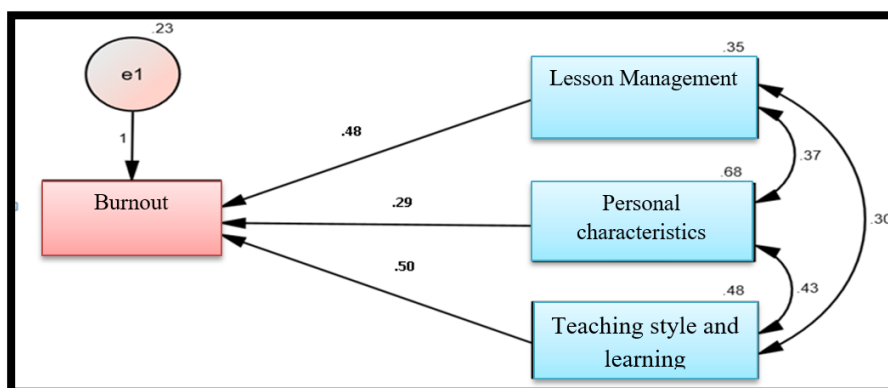 .23
e1
1
Burnout
.48
.29
.50
.35
Lesson Management
.37
.68
Personal
characteristics
.30
.43
.48
Teaching style and
learning